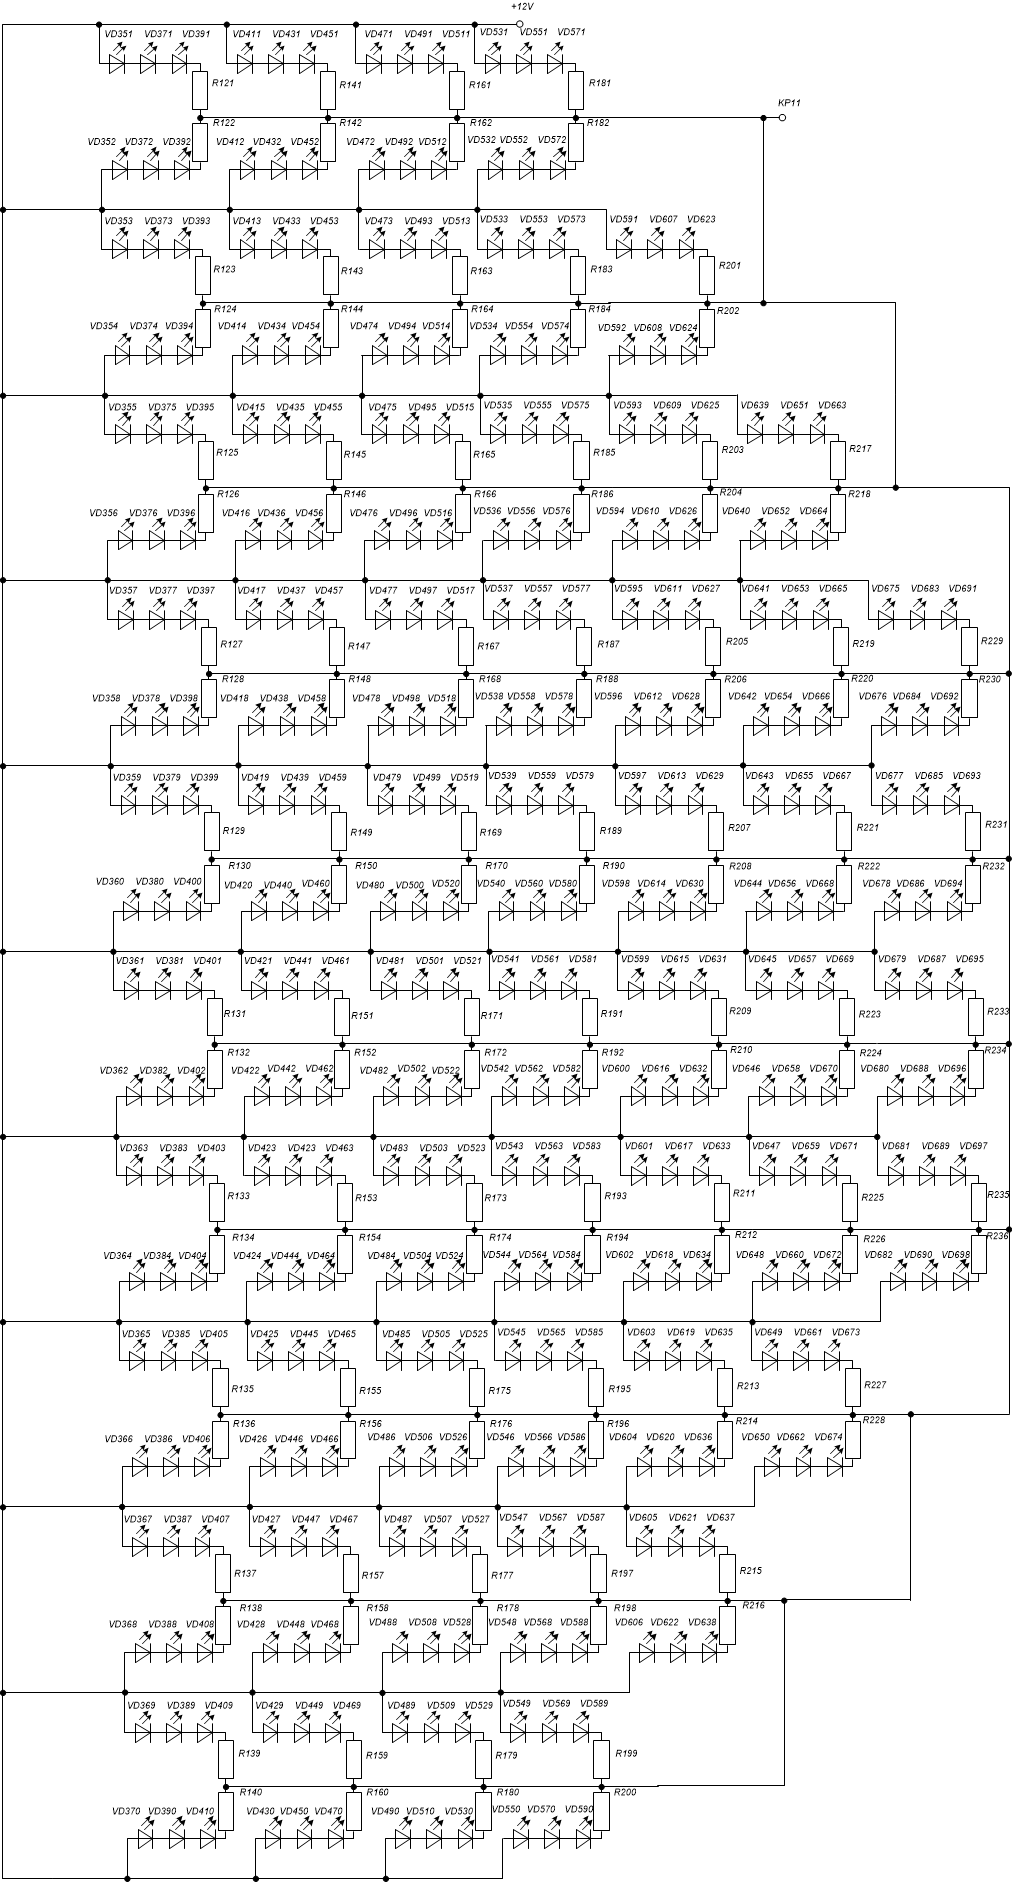 +12V
VD351 VD371 VD391 VD411 VD431 VD451 VD471 VD491 VD511 VD531 VD551 VD571
R121 R141 R161 R181
KP11
R122 R142 R162 R182
VD352 VD372 VD392 VD412 VD432 VD452 VD472 VD492 VD512 VD532 VD552 VD572
VD353 VD373 VD393 VD413 VD433 VD453 VD473 VD493 VD513 VD533 VD553 VD573 VD591 VD607 VD623
R123 R143 R163 R183 R201
R124 R144 R164 R184 R202
VD354 VD374 VD394 VD414 VD434 VD454 VD474 VD494 VD514 VD534 VD554 VD574 VD592 VD608 VD624
VD355 VD375 VD395 VD415 VD435 VD455 VD475 VD495 VD515 VD535 VD555 VD575 VD593 VD609 VD625 VD639 VD651 VD663
R125 R145 R165 R185 R203 R217
R126 R146 R166 R186 R204 R218
VD356 VD376 VD396 VD416 VD436 VD456 VD476 VD496 VD516 VD536 VD556 VD576 VD594 VD610 VD626 VD640 VD652 VD664
VD357 VD377 VD397 VD417 VD437 VD457 VD477 VD497 VD517 VD537 VD557 VD577 VD595 VD611 VD627 VD641 VD653 VD665 VD675 VD683 VD691
R127 R147 R167 R187 R205 R219 R229
R128 R148 R168 R188 R206 R220 R230
VD358 VD378 VD398 VD418 VD438 VD458 VD478 VD498 VD518 VD538 VD558 VD578 VD596 VD612 VD628 VD642 VD654 VD666 VD676 VD684 VD692
VD359 VD379 VD399 VD419 VD439 VD459 VD479 VD499 VD519 VD539 VD559 VD579 VD597 VD613 VD629 VD643 VD655 VD667 VD677 VD685 VD693
R129 R149 R169 R189 R207 R221 R231
R130 R150 R170 R190 R208 R222 R232
VD360 VD380 VD400 VD420 VD440 VD460 VD480 VD500 VD520 VD540 VD560 VD580 VD598 VD614 VD630 VD644 VD656 VD668 VD678 VD686 VD694
VD361 VD381 VD401 VD421 VD441 VD461 VD481 VD501 VD521 VD541 VD561 VD581 VD599 VD615 VD631 VD645 VD657 VD669 VD679 VD687 VD695
R131 R151 R171 R191 R209 R223 R233
R132 R152 R172 R192 R210 R224 R234
VD362 VD382 VD402 VD422 VD442 VD462 VD482 VD502 VD522 VD542 VD562 VD582 VD600 VD616 VD632 VD646 VD658 VD670 VD680 VD688 VD696
VD363 VD383 VD403 VD423 VD423 VD463 VD483 VD503 VD523 VD543 VD563 VD583 VD601 VD617 VD633 VD647 VD659 VD671 VD681 VD689 VD697
R133 R153 R173 R193 R211 R225 R235
R134 R154 R174 R194 R212 R226 R236
VD364 VD384 VD404 VD424 VD444 VD464 VD484 VD504 VD524 VD544 VD564 VD584 VD602 VD618 VD634 VD648 VD660 VD672 VD682 VD690 VD698
VD365 VD385 VD405 VD425 VD445 VD465 VD485 VD505 VD525 VD545 VD565 VD585 VD603 VD619 VD635 VD649 VD661 VD673
R135 R155 R175 R195 R213 R227
R136 R156 R176 R196 R214 R228
VD366 VD386 VD406 VD426 VD446 VD466 VD486 VD506 VD526 VD546 VD566 VD586 VD604 VD620 VD636 VD650 VD662 VD674
VD367 VD387 VD407 VD427 VD447 VD467 VD487 VD507 VD527 VD547 VD567 VD587 VD605 VD621 VD637
R137 R157 R177 R197 R215
R138 R158 R178 R198 R216
VD368 VD388 VD408 VD428 VD448 VD468 VD488 VD508 VD528 VD548 VD568 VD588 VD606 VD622 VD638
VD369 VD389 VD409 VD429 VD449 VD469 VD489 VD509 VD529 VD549 VD569 VD589
R139 R159 R179 R199
R140 R160 R180 R200
VD370 VD390 VD410 VD430 VD450 VD470 VD490 VD510 VD530 VD550 VD570 VD590